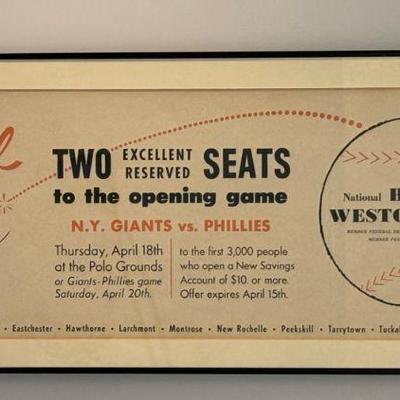 TWO EXCELLENT RESERVED SEATS
to the opening game
N.Y. GIANTS vs. PHILLIES
Thursday, April 18th
at the Polo Grounds
or Giants-Phillies game
Saturday, April 20th.
to the first 3,000 people
who open a New Savings
Account of $10. or more.
Offer expires April 15th.
National
• Eastchester • Hawthorne • Larchmont • Montrose • New Rochelle • Peekskill • Tarrytown •